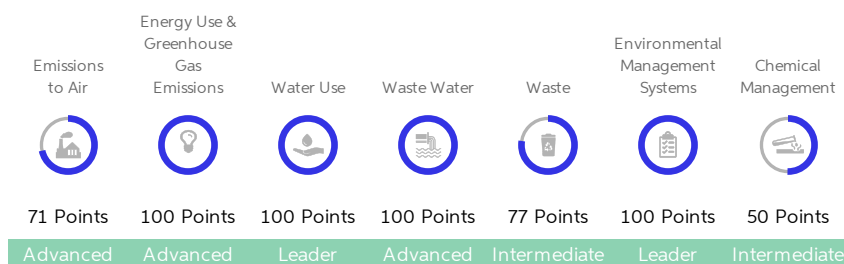 Emissions
to Air
Energy Use &
Greenhouse
Gas
Emissions
Water Use
Waste Water
Waste
Environmental
Management
Systems
Chemical
Management
71 Points
100 Points
100 Points
100 Points
77 Points
100 Points
50 Points
Advanced
Advanced
Leader
Advanced
Intermediate
Leader
Intermediate